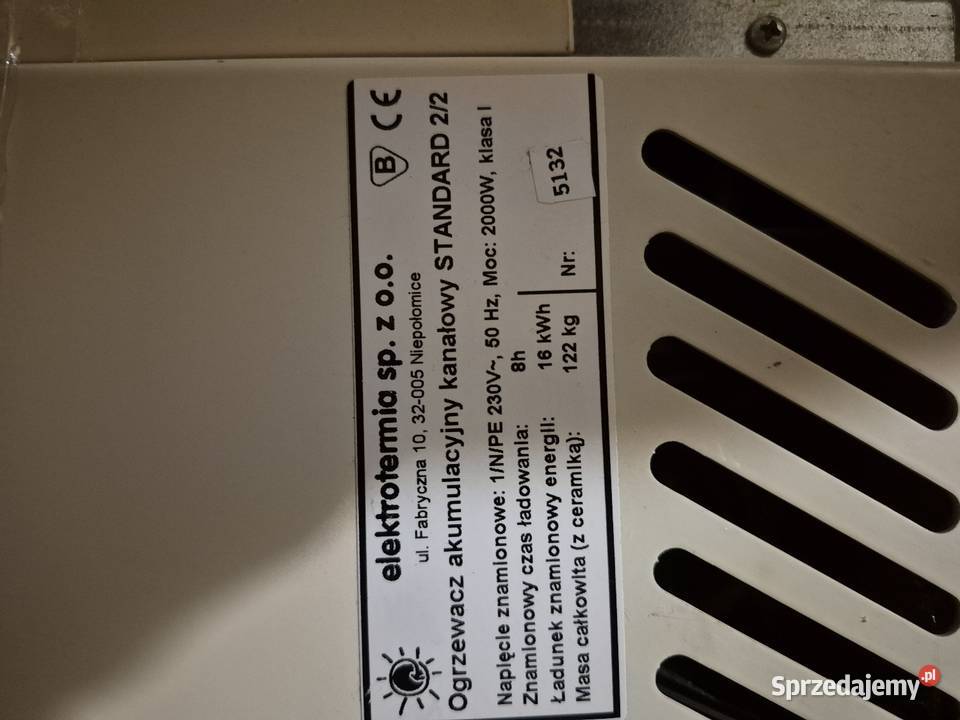 elektrotermia sp. z o.o. B CE
ul. Fabryczna 10, 32-005 Niepołomice
Ogrzewacz akumulacyjny kanałowy STANDARD 2/2
Napięcie znamionowe: 1/N/PE 230V~, 50 Hz, Moc: 2000W, klasa I
Znamionowy czas ładowania: 8h
Ładunek znamionowy energii: 16 kWh
Masa całkowita (z ceramiką): 122 kg
Nr: 5132
Sprzedajemy.pl